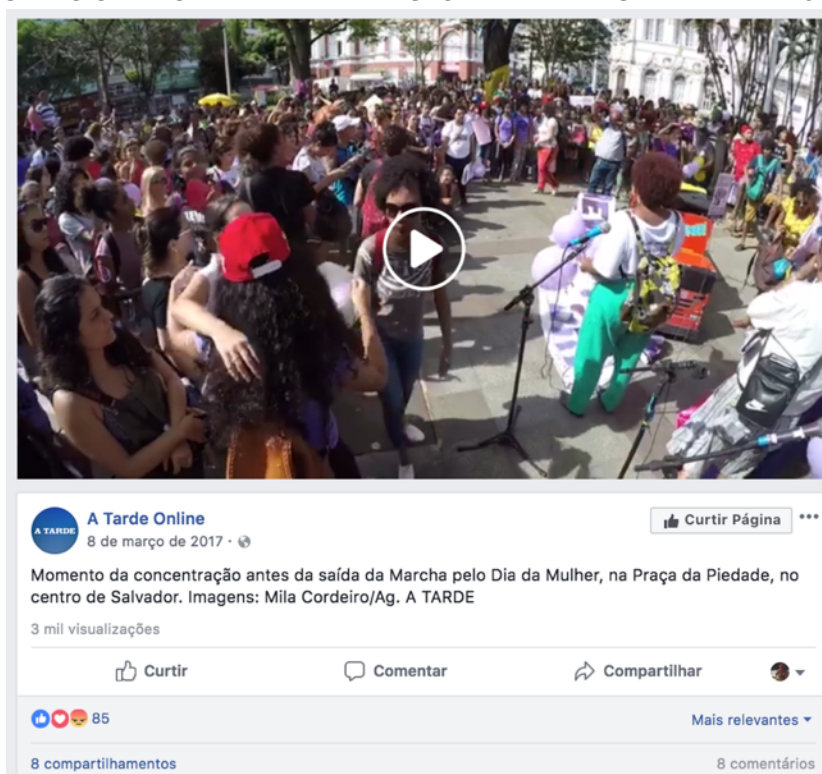 A TARDE
A Tarde Online
8 de março de 2017 ·
Curtir Página
Momento da concentração antes da saída da Marcha pelo Dia da Mulher, na Praça da Piedade, no
centro de Salvador. Imagens: Mila Cordeiro/Ag. A TARDE
3 mil visualizações
Curtir
Comentar
Compartilhar
85
Mais relevantes
8 compartilhamentos
8 comentários